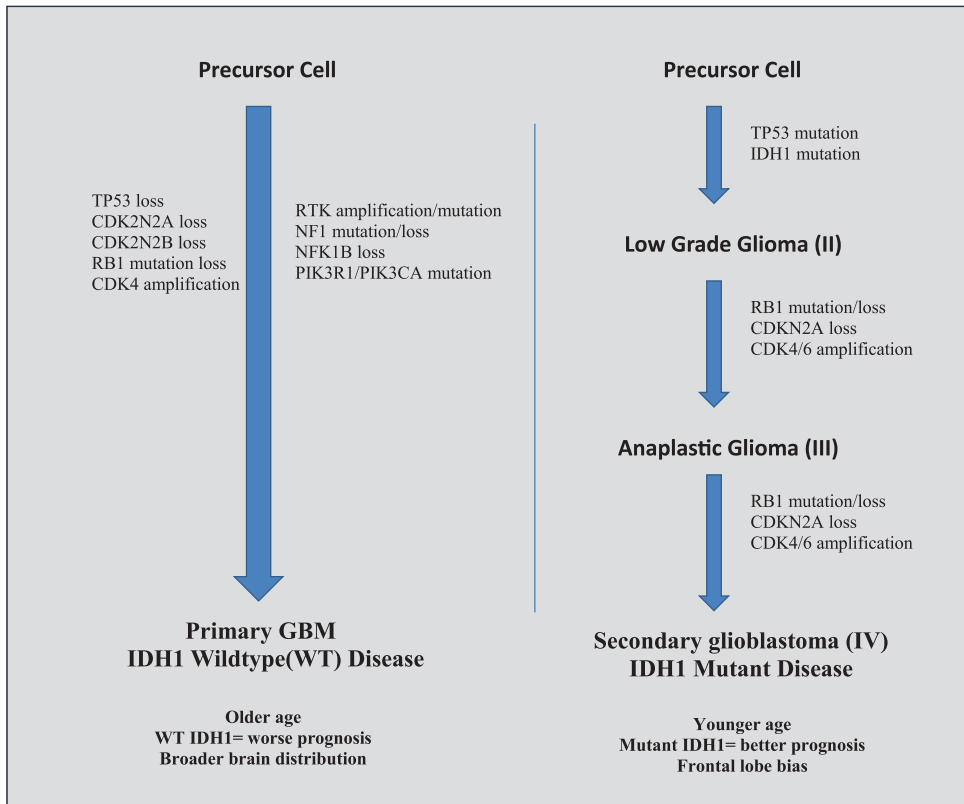 Precursor Cell
TP53 loss
CDK2N2A loss
CDK2N2B loss
RB1 mutation loss
CDK4 amplification
RTK amplification/mutation
NF1 mutation/loss
NFK1B loss
PIK3R1/PIK3CA mutation
Primary GBM
IDH1 Wildtype(WT) Disease
Older age
WT IDH1= worse prognosis
Broader brain distribution
Precursor Cell
TP53 mutation
IDH1 mutation
Low Grade Glioma (II)
RB1 mutation/loss
CDKN2A loss
CDK4/6 amplification
Anaplastic Glioma (III)
RB1 mutation/loss
CDKN2A loss
CDK4/6 amplification
Secondary glioblastoma (IV)
IDH1 Mutant Disease
Younger age
Mutant IDH1= better prognosis
Frontal lobe bias